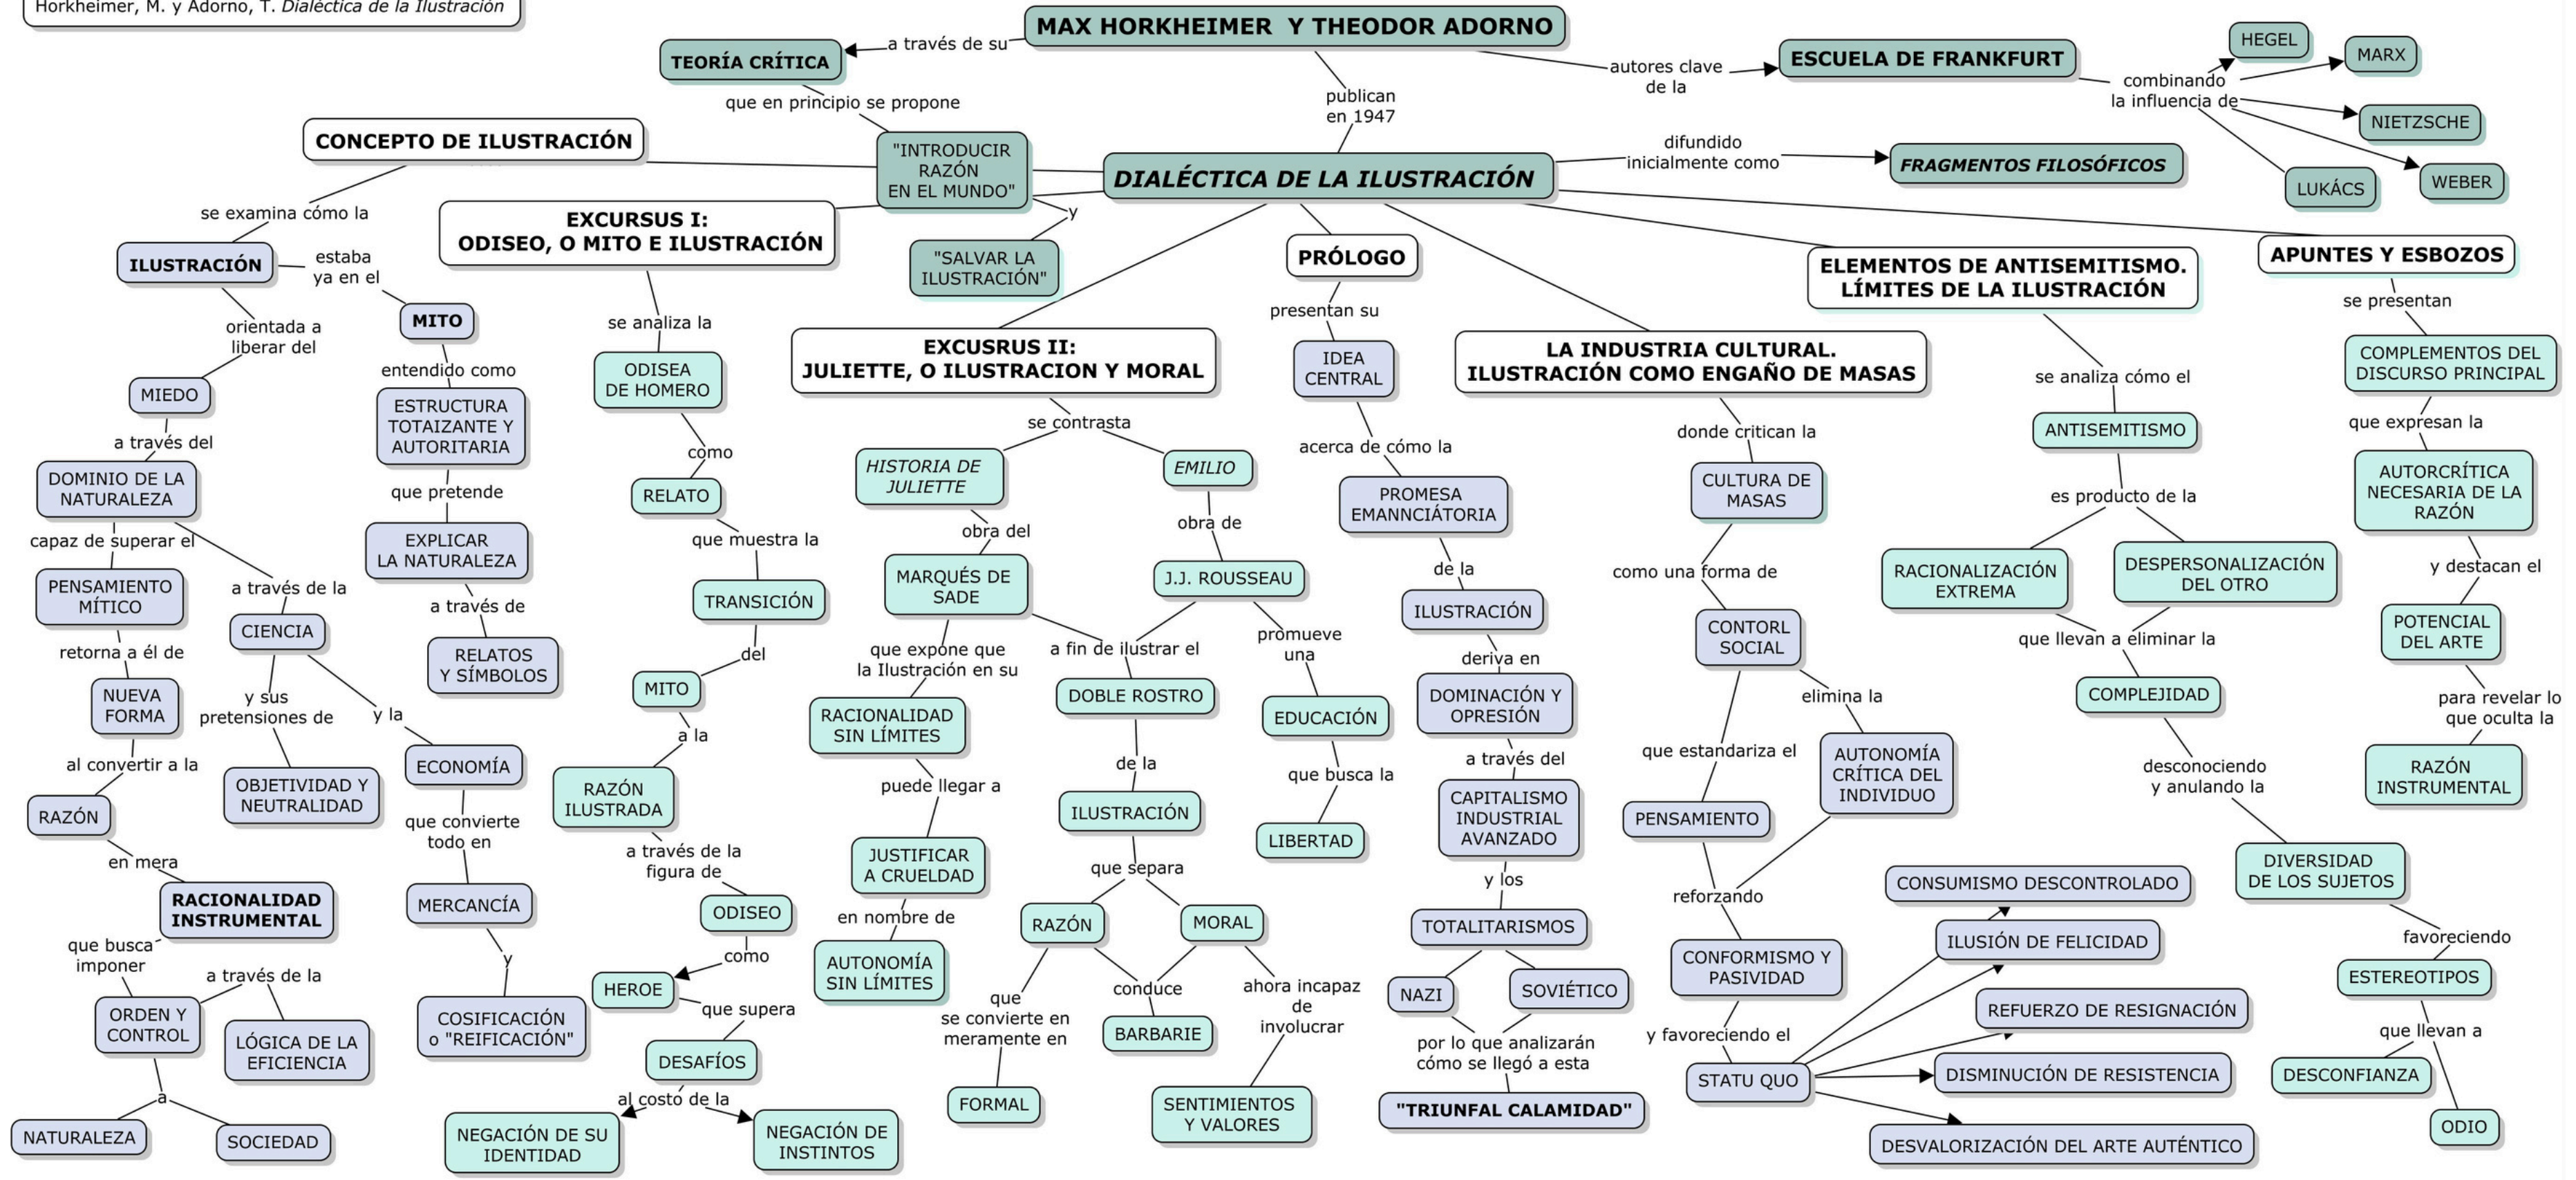 Horkheimer, M. y Adorno, T. Dialéctica de la Ilustración
MAX HORKHEIMER Y THEODOR ADORNO
a través de su
TEORÍA CRÍTICA
que en principio se propone
"INTRODUCIR
RAZÓN
EN EL MUNDO"
y
"SALVAR LA
ILUSTRACIÓN"
publican
en 1947
autores clave
de la
ESCUELA DE FRANKFURT
combinando
la influencia de
HEGEL
MARX
NIETZSCHE
WEBER
LUKÁCS
DIALÉCTICA DE LA ILUSTRACIÓN
difundido
inicialmente como
FRAGMENTOS FILOSÓFICOS
CONCEPTO DE ILUSTRACIÓN
se examina cómo la
ILUSTRACIÓN
estaba
ya en el
MITO
entendido como
ESTRUCTURA
TOTAIZANTE Y
AUTORITARIA
que pretende
EXPLICAR
LA NATURALEZA
a través de
RELATOS
Y SÍMBOLOS
orientada a
liberar del
MIEDO
a través del
DOMINIO DE LA
NATURALEZA
capaz de superar el
PENSAMIENTO
MÍTICO
retorna a él de
NUEVA
FORMA
al convertir a la
RAZÓN
en mera
RACIONALIDAD
INSTRUMENTAL
que busca
imponer
ORDEN Y
CONTROL
a través de la
LÓGICA DE LA
EFICIENCIA
a
NATURALEZA
SOCIEDAD
a través de la
CIENCIA
y sus
pretensiones de
OBJETIVIDAD Y
NEUTRALIDAD
y la
ECONOMÍA
que convierte
todo en
MERCANCÍA
y
COSIFICACIÓN
o "REIFICACIÓN"
EXCURSUS I:
ODISEO, O MITO E ILUSTRACIÓN
se analiza la
ODISEA
DE HOMERO
como
RELATO
que muestra la
TRANSICIÓN
del
MITO
a la
RAZÓN
ILUSTRADA
a través de la
figura de
ODISEO
como
HEROE
que supera
DESAFÍOS
al costo de la
NEGACIÓN DE SU
IDENTIDAD
NEGACIÓN DE
INSTINTOS
EXCUSRUS II:
JULIETTE, O ILUSTRACION Y MORAL
se contrasta
HISTORIA DE
JULIETTE
obra del
MARQUÉS DE
SADE
que expone que
la Ilustración en su
RACIONALIDAD
SIN LÍMITES
puede llegar a
JUSTIFICAR
A CRUELDAD
en nombre de
AUTONOMÍA
SIN LÍMITES
EMILIO
obra de
J.J. ROUSSEAU
a fin de ilustrar el
DOBLE ROSTRO
de la
ILUSTRACIÓN
que separa
RAZÓN
MORAL
que
se convierte en
meramente en
FORMAL
conduce
BARBARIE
ahora incapaz
de
involucrar
SENTIMIENTOS
Y VALORES
promueve
una
EDUCACIÓN
que busca la
LIBERTAD
PRÓLOGO
presentan su
IDEA
CENTRAL
acerca de cómo la
PROMESA
EMANNCIÁTORIA
de la
ILUSTRACIÓN
deriva en
DOMINACIÓN Y
OPRESIÓN
a través del
CAPITALISMO
INDUSTRIAL
AVANZADO
y los
TOTALITARISMOS
NAZI
SOVIÉTICO
por lo que analizarán
cómo se llegó a esta
"TRIUNFAL CALAMIDAD"
LA INDUSTRIA CULTURAL.
ILUSTRACIÓN COMO ENGAÑO DE MASAS
donde critican la
CULTURA DE
MASAS
como una forma de
CONTORL
SOCIAL
que estandariza el
PENSAMIENTO
elimina la
AUTONOMÍA
CRÍTICA DEL
INDIVIDUO
reforzando
CONFORMISMO Y
PASIVIDAD
y favoreciendo el
STATU QUO
CONSUMISMO DESCONTROLADO
ILUSIÓN DE FELICIDAD
REFUERZO DE RESIGNACIÓN
DISMINUCIÓN DE RESISTENCIA
DESVALORIZACIÓN DEL ARTE AUTÉNTICO
ELEMENTOS DE ANTISEMITISMO.
LÍMITES DE LA ILUSTRACIÓN
se analiza cómo el
ANTISEMITISMO
es producto de la
RACIONALIZACIÓN
EXTREMA
DESPERSONALIZACIÓN
DEL OTRO
que llevan a eliminar la
COMPLEJIDAD
desconociendo
y anulando la
DIVERSIDAD
DE LOS SUJETOS
favoreciendo
ESTEREOTIPOS
que llevan a
DESCONFIANZA
ODIO
APUNTES Y ESBOZOS
se presentan
COMPLEMENTOS DEL
DISCURSO PRINCIPAL
que expresan la
AUTORCRÍTICA
NECESARIA DE LA
RAZÓN
y destacan el
POTENCIAL
DEL ARTE
para revelar lo
que oculta la
RAZÓN
INSTRUMENTAL